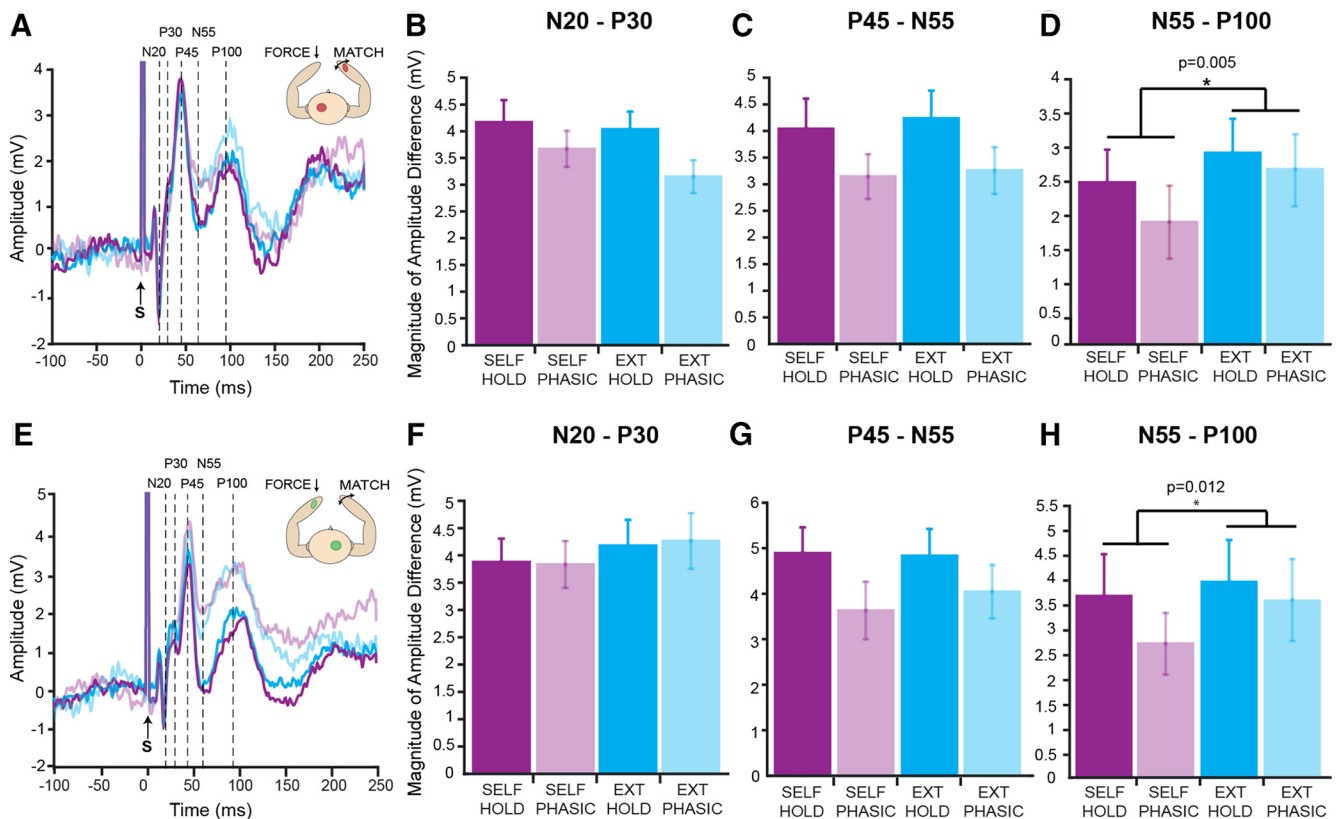 A
P30 N55
N20 P45 P100
FORCE↓ MATCH
4
3
2
1
0
-1
-2
Amplitude (mV)
S
-100 -50 0 50 100 150 200 250
Time (ms)
B
N20 - P30
Magnitude of Amplitude Difference (mV)
5
4.5
4
3.5
3
2.5
2
1.5
1
0.5
0
SELF SELF EXT EXT
HOLD PHASIC HOLD PHASIC
C
P45 - N55
5
4.5
4
3.5
3
2.5
2
1.5
1
0.5
0
SELF SELF EXT EXT
HOLD PHASIC HOLD PHASIC
D
N55 - P100
p=0.005
*
4
3.5
3
2.5
2
1.5
1
0.5
0
SELF SELF EXT EXT
HOLD PHASIC HOLD PHASIC
E
P30 N55
N20 P45 P100
FORCE↓ MATCH
5
4
3
2
1
0
-1
-2
Amplitude (mV)
S
-100 -50 0 50 100 150 200 250
Time (ms)
F
N20 - P30
Magnitude of Amplitude Difference (mV)
5
4.5
4
3.5
3
2.5
2
1.5
1
0.5
0
SELF SELF EXT EXT
HOLD PHASIC HOLD PHASIC
G
P45 - N55
6
5
4
3
2
1
0
SELF SELF EXT EXT
HOLD PHASIC HOLD PHASIC
H
N55 - P100
p=0.012
*
5.5
5
4.5
4
3.5
3
2.5
2
1.5
1
0.5
0
SELF SELF EXT EXT
HOLD PHASIC HOLD PHASIC